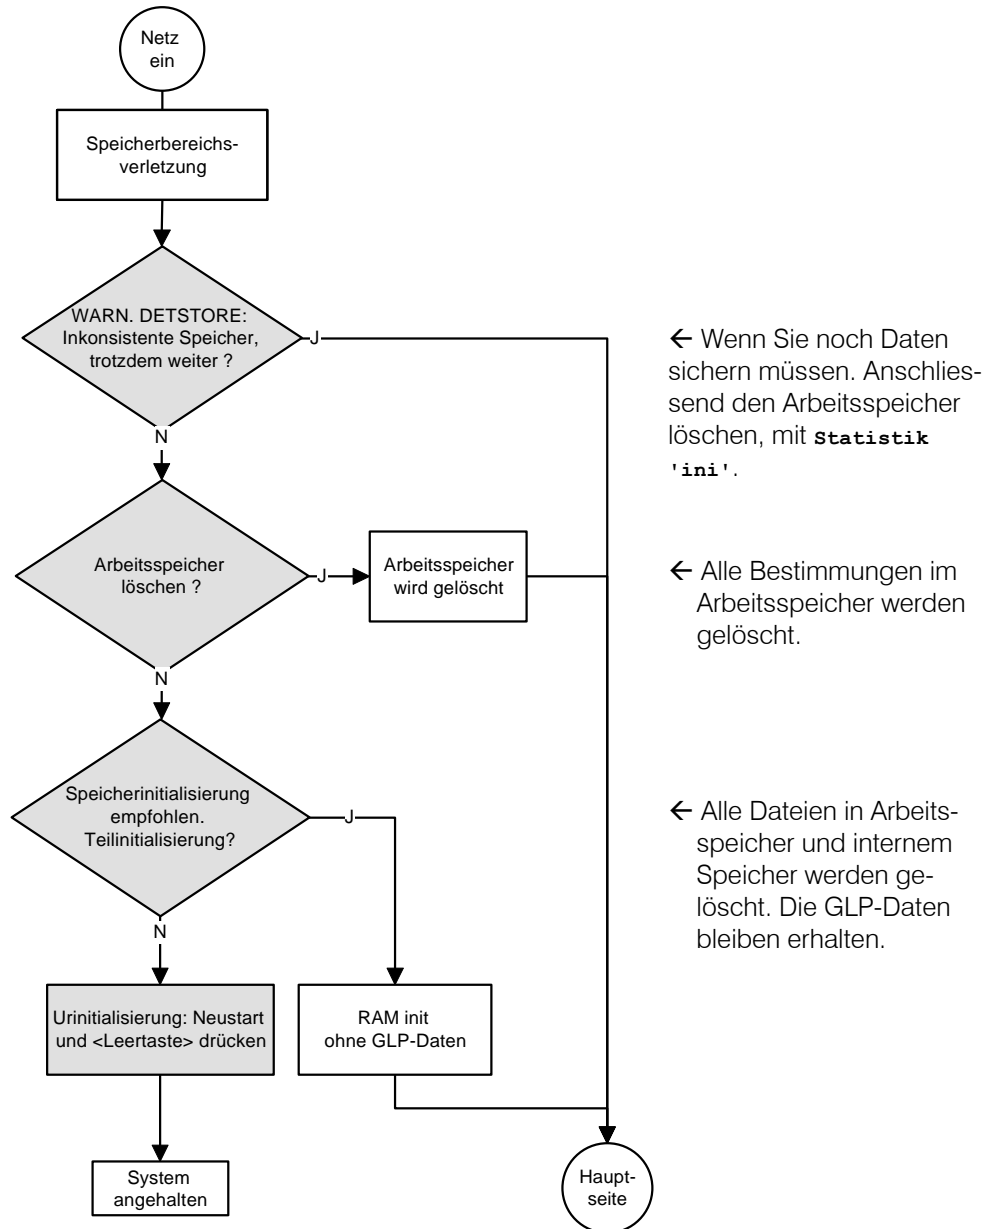 Netz
ein
Speicherbereichs-
verletzung
WARN. DETSTORE:
Inkonsistente Speicher,
trotzdem weiter ?
J
← Wenn Sie noch Daten
sichern müssen. Anschlies-
send den Arbeitsspeicher
löschen, mit Statistik
'ini'.
N
Arbeitsspeicher
löschen ?
J
Arbeitsspeicher
wird gelöscht
← Alle Bestimmungen im
Arbeitsspeicher werden
gelöscht.
N
Speicherinitialisierung
empfohlen.
Teilinitialisierung?
J
← Alle Dateien in Arbeits-
speicher und internem
Speicher werden ge-
löscht. Die GLP-Daten
bleiben erhalten.
N
Urinitialisierung: Neustart
und <Leertaste> drücken
RAM init
ohne GLP-Daten
System
angehalten
Haupt-
seite